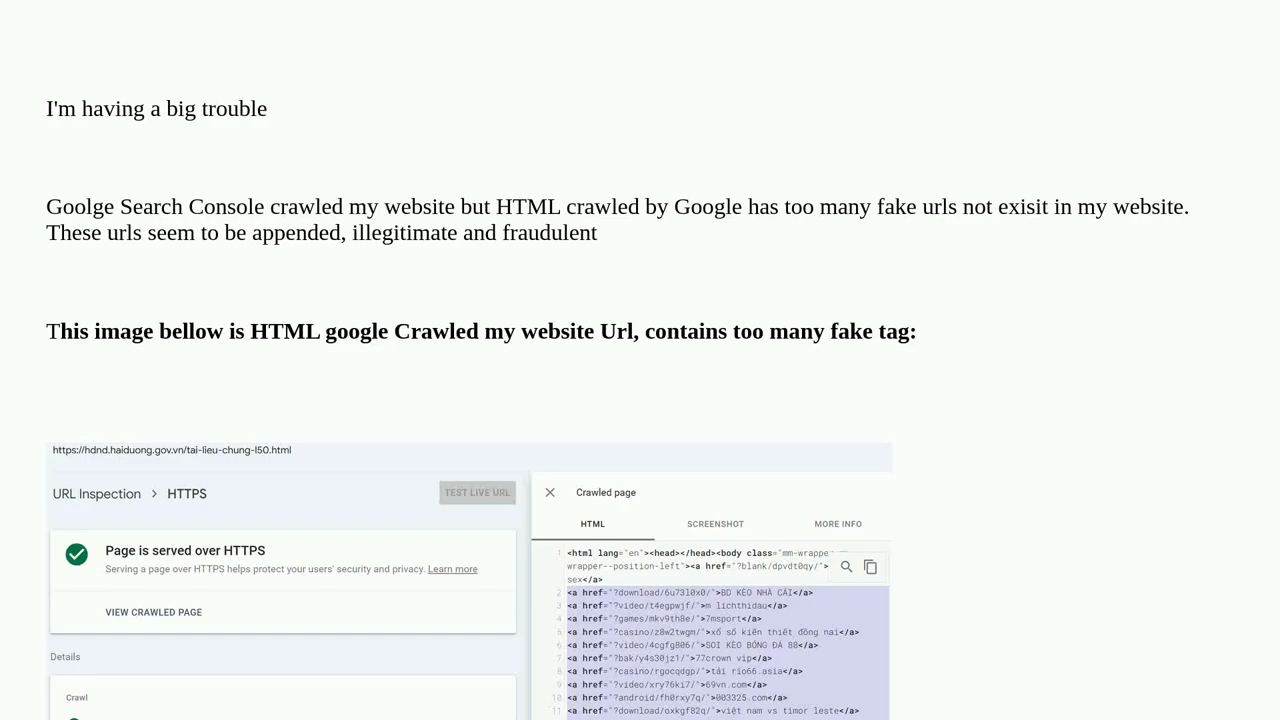 I'm having a big trouble
Goolge Search Console crawled my website but HTML crawled by Google has too many fake urls not exisit in my website.
These urls seem to be appended, illegitimate and fraudulent
This image bellow is HTML google Crawled my website Url, contains too many fake tag:
https://hdnd.haiduong.gov.vn/tai-lieu-chung-l50.html
URL Inspection > HTTPS
TEST LIVE URL
Page is served over HTTPS
Serving a page over HTTPS helps protect your users' security and privacy. Learn more
VIEW CRAWLED PAGE
Details
Crawl
Crawled page
HTML SCREENSHOT MORE INFO
1 <html lang="en"><head></head><body class="mm-wrapper
wrapper--position-left"><a href="?blank/dpvdt0qy/">
sex</a>
2 <a href="?download/6u73l0x0/">BD KÈO NHÀ CÁI</a>
3 <a href="?video/t4egpwjf/">m lichthidau</a>
4 <a href="?games/mkv9th8e/">7msport</a>
5 <a href="?casino/z8w2twgm/">xổ số kiến thiết đồng nai</a>
6 <a href="?video/4cgfg806/">SOI KÈO BÓNG ĐÁ 88</a>
7 <a href="?bak/y4s30jz1/">77crown vip</a>
8 <a href="?casino/rgocqdgp/">tải rio66.asia</a>
9 <a href="?video/xry76ki7/">69vn.com</a>
10 <a href="?android/fh0rxy7q/">003325.com</a>
11 <a href="?download/oxkgf82q/">việt nam vs timor leste</a>